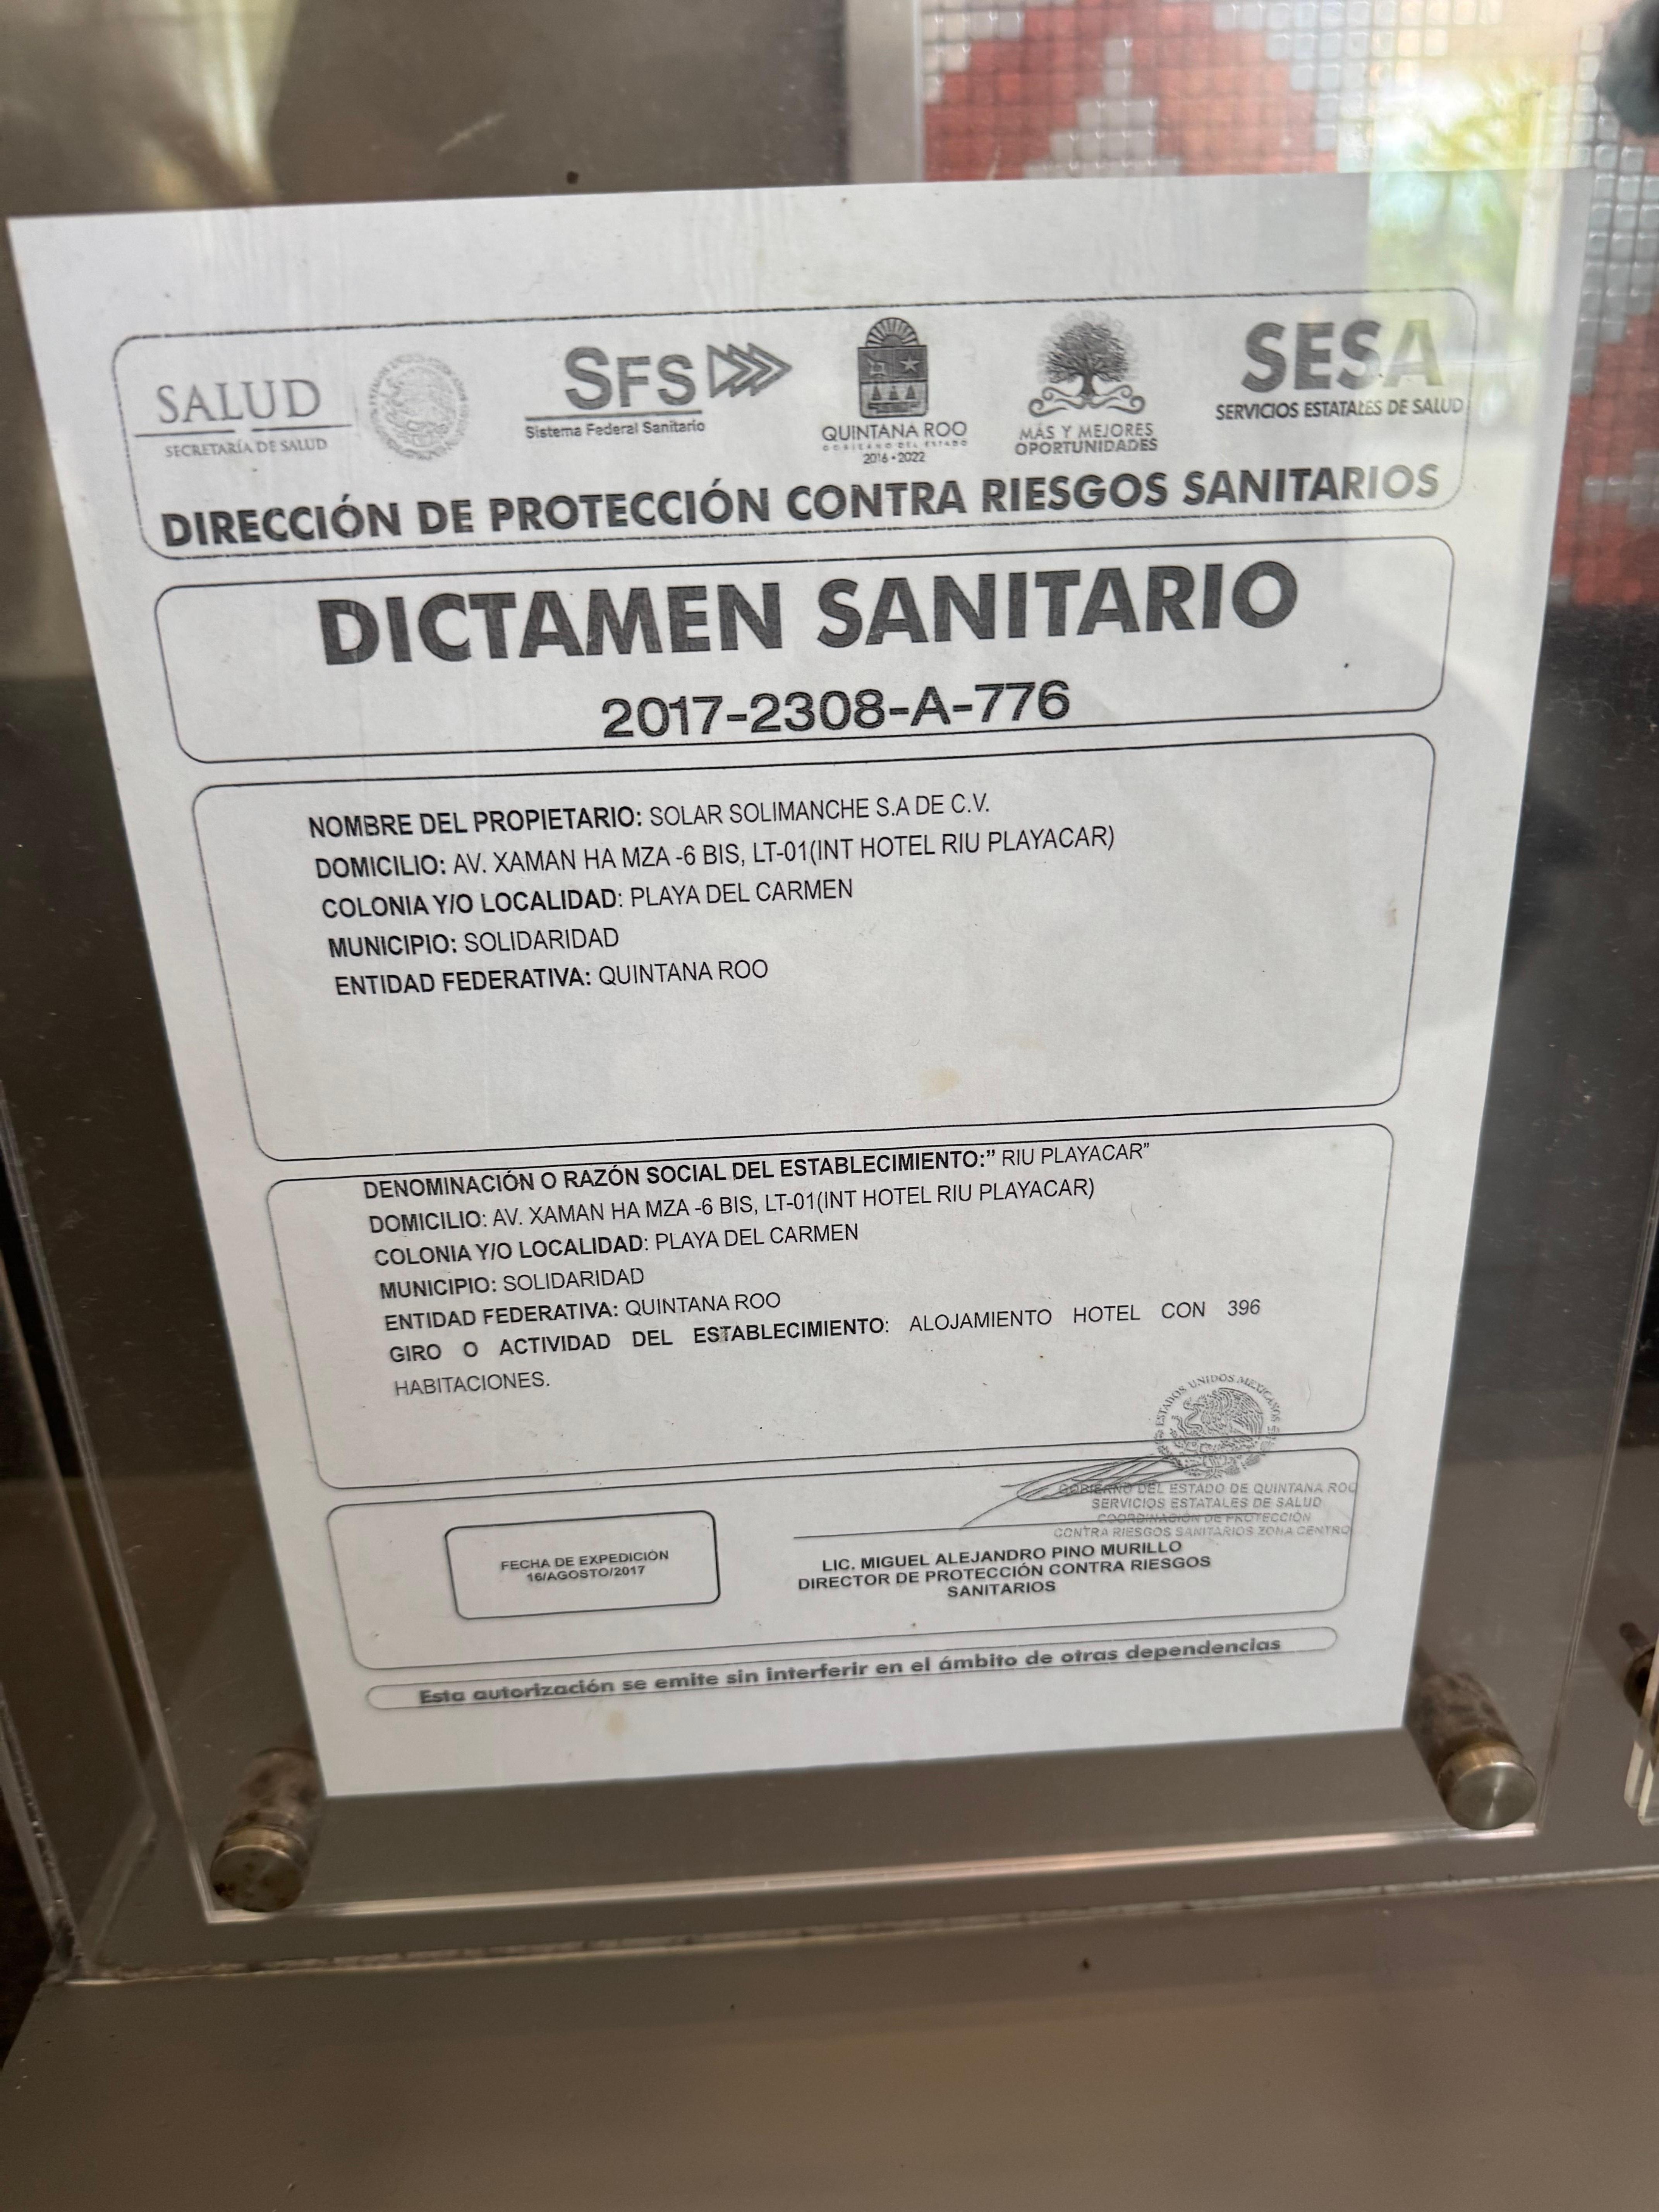 SALUD
SECRETARÍA DE SALUD
SFS
Sistema Federal Sanitario
QUINTANA ROO
GOBIERNO DEL ESTADO
2016 • 2022
MÁS Y MEJORES
OPORTUNIDADES
SESA
SERVICIOS ESTATALES DE SALUD
DIRECCIÓN DE PROTECCIÓN CONTRA RIESGOS SANITARIOS
DICTAMEN SANITARIO
2017-2308-A-776
NOMBRE DEL PROPIETARIO: SOLAR SOLIMANCHE S.A DE C.V.
DOMICILIO: AV. XAMAN HA MZA -6 BIS, LT-01(INT HOTEL RIU PLAYACAR)
COLONIA Y/O LOCALIDAD: PLAYA DEL CARMEN
MUNICIPIO: SOLIDARIDAD
ENTIDAD FEDERATIVA: QUINTANA ROO
DENOMINACIÓN O RAZÓN SOCIAL DEL ESTABLECIMIENTO:” RIU PLAYACAR”
DOMICILIO: AV. XAMAN HA MZA -6 BIS, LT-01(INT HOTEL RIU PLAYACAR)
COLONIA Y/O LOCALIDAD: PLAYA DEL CARMEN
MUNICIPIO: SOLIDARIDAD
ENTIDAD FEDERATIVA: QUINTANA ROO
GIRO O ACTIVIDAD DEL ESTABLECIMIENTO: ALOJAMIENTO HOTEL CON 396
HABITACIONES.
ESTADOS UNIDOS MEXICANOS
GOBIERNO DEL ESTADO DE QUINTANA ROO
SERVICIOS ESTATALES DE SALUD
COORDINACIÓN DE PROTECCIÓN
CONTRA RIESGOS SANITARIOS ZONA CENTRO
FECHA DE EXPEDICIÓN
16/AGOSTO/2017
LIC. MIGUEL ALEJANDRO PINO MURILLO
DIRECTOR DE PROTECCIÓN CONTRA RIESGOS
SANITARIOS
Esta autorización se emite sin interferir en el ámbito de otras dependencias